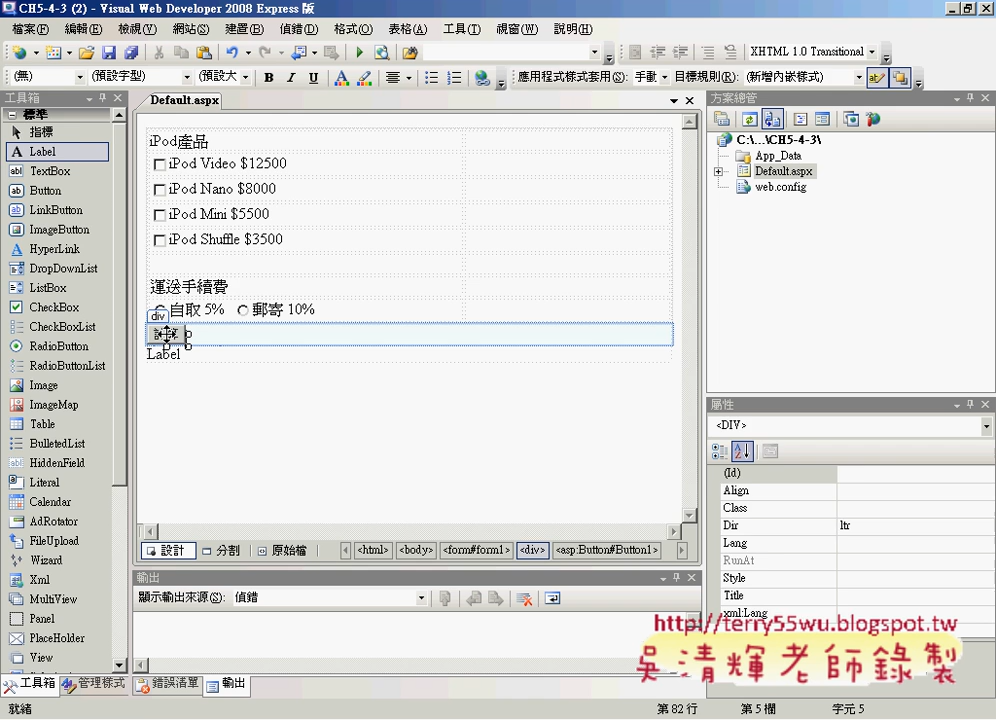 CH5-4-3 (2) - Visual Web Developer 2008 Express 版
檔案(F) 編輯(E) 檢視(V) 網站(S) 建置(B) 偵錯(D) 格式(O) 表格(A) 工具(I) 視窗(W) 說明(H)
XHTML 1.0 Transitional
(無) (預設字型) (預設大 B I U A 應用程式樣式套用(S): 手動 目標規則(R): (新增內嵌樣式)
工具箱
標準
指標
Label
TextBox
Button
LinkButton
ImageButton
HyperLink
DropDownList
ListBox
CheckBox
CheckBoxList
RadioButton
RadioButtonList
Image
ImageMap
Table
BulletedList
HiddenField
Literal
Calendar
AdRotator
FileUpload
Wizard
Xml
MultiView
Panel
PlaceHolder
View
工具箱 管理樣式
Default.aspx
iPod產品
iPod Video $12500
iPod Nano $8000
iPod Mini $5500
iPod Shuffle $3500
運送手續費
自取 5% 郵寄 10%
div
Label
設計 分割 原始檔 <html> <body> <form#form1> <div> <asp:Button#Button1>
輸出
顯示輸出來源(S): 偵錯
錯誤清單 輸出
方案總管
C:\...\CH5-4-3\
App_Data
Default.aspx
web.config
屬性
<DIV>
(Id)
Align
Class
Dir ltr
Lang
RunAt
Style
Title
xml:Lang
http//terry55wu.blogspot.tw
吳清輝老師錄製
就緒 第 82 行 第 5 欄 字元 5